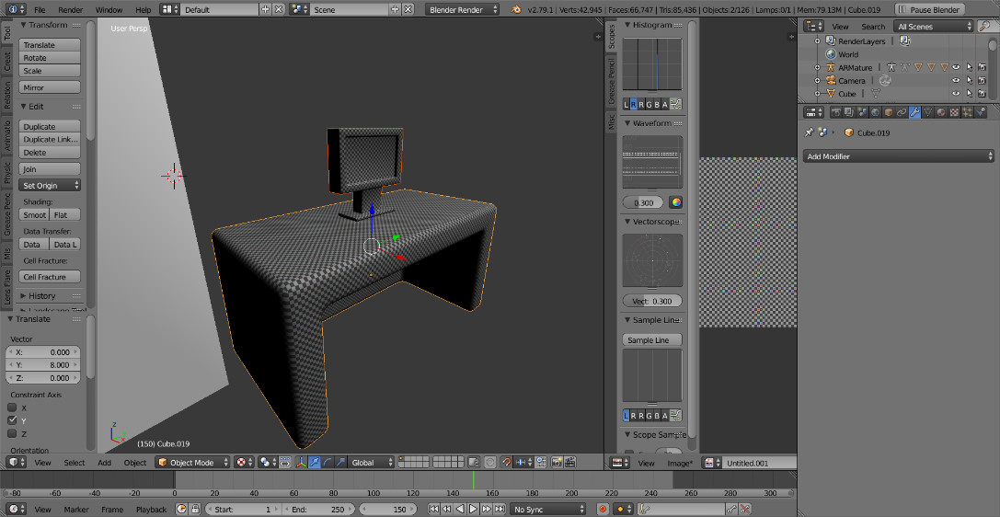 File Render Window Help Default Scene Blender Render v2.79.1 | Verts:42,945 | Faces:66,747 | Tris:85,436 | Objects:2/126 | Lamps:0/1 | Mem:79.13M | Cube.019 Pause Blender
Tool
Creat
Relation
Animatio
Physic
Grease Penc
Mis
Lens Flare
Transform
Translate
Rotate
Scale
Mirror
Edit
Duplicate
Duplicate Link...
Delete
Join
Set Origin
Shading:
Smoot Flat
Data Transfer:
Data Data L
Cell Fracture:
Cell Fracture
History
Translate
Vector
X: 0.000
Y: 8.000
Z: 0.000
Constraint Axis
X
Y
Z
Orientation
User Persp
z
(150) Cube.019
View Select Add Object Object Mode Global
Scopes
Grease Pencil
Misc
Histogram
L R R G B A
Waveform
0.300
Vectorscope
Vect: 0.300
Sample Line
Sample Line
L R R G B A
Scope Sample
View Image* Untitled.001
View Search All Scenes
RenderLayers
World
ARMature
Camera
Cube
Cube.019
Add Modifier
-80 -60 -40 -20 0 20 40 60 80 100 120 140 160 180 200 220 240 260 280 300
View Marker Frame Playback Start: 1 End: 250 150 No Sync